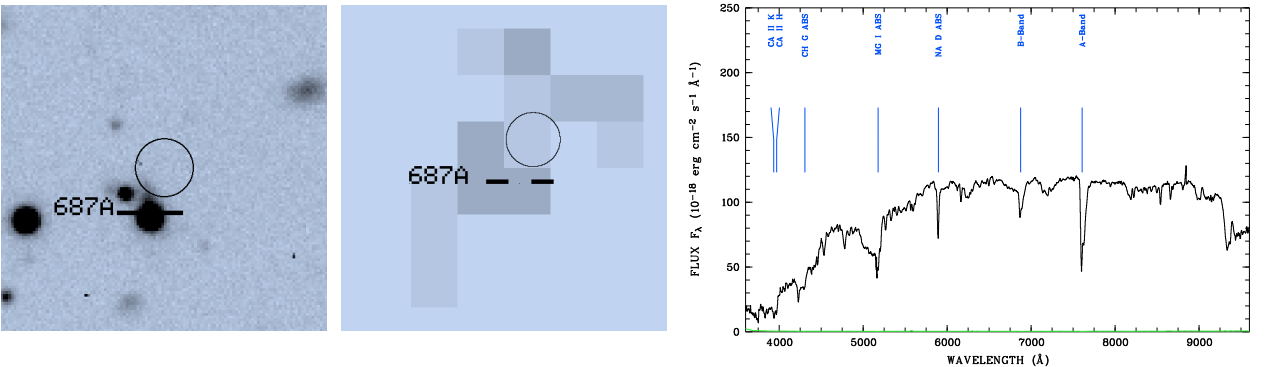 687A
687A
CA II K
CA II H
CH G ABS
MG I ABS
NA D ABS
B-Band
A-Band
250
200
150
100
50
0
FLUX Fλ (10⁻¹⁸ erg cm⁻² s⁻¹ Å⁻¹)
4000 5000 6000 7000 8000 9000
WAVELENGTH (Å)